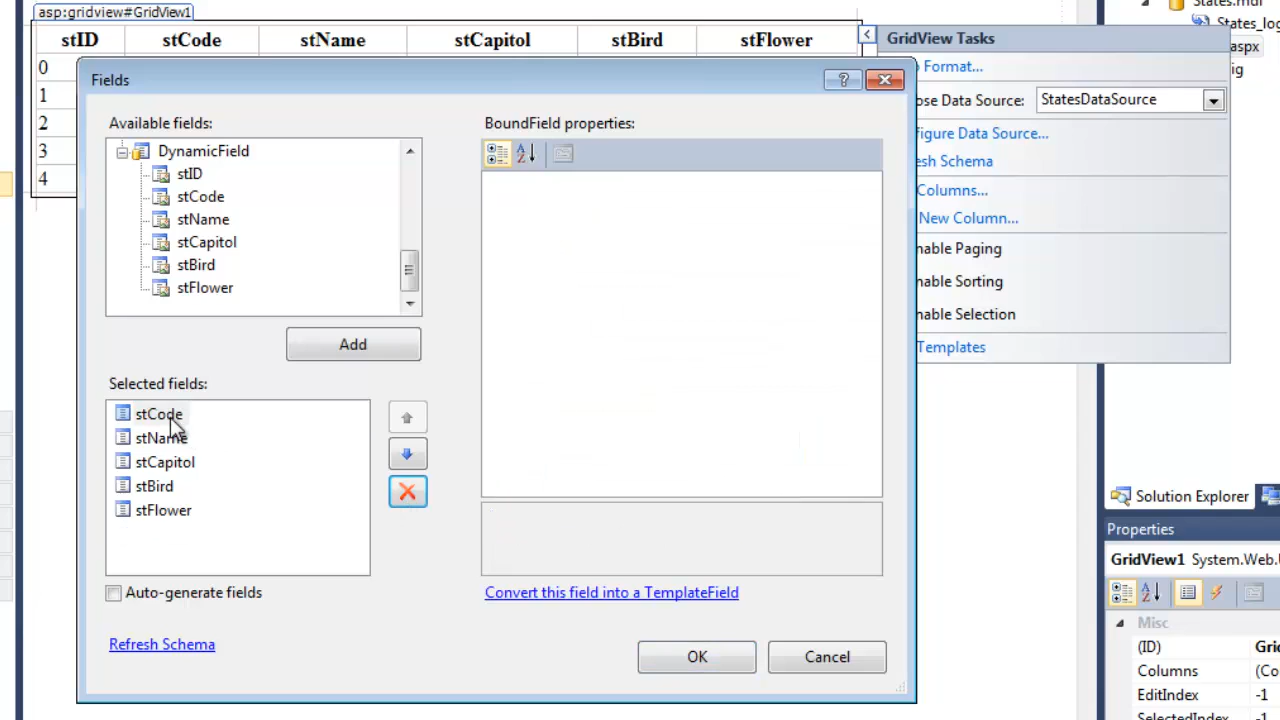 asp:gridview#GridView1
stID stCode stName stCapitol stBird stFlower
0
1
2
3
4
Fields
Available fields:
DynamicField
stID
stCode
stName
stCapitol
stBird
stFlower
Add
Selected fields:
stCode
stName
stCapitol
stBird
stFlower
Auto-generate fields
Refresh Schema
BoundField properties:
Convert this field into a TemplateField
OK
Cancel
GridView Tasks
Format...
ose Data Source: StatesDataSource
figure Data Source...
esh Schema
Columns...
New Column...
nable Paging
nable Sorting
nable Selection
Templates
States.mdf
States_log
aspx
ig
Solution Explorer
Properties
GridView1 System.Web.
Misc
(ID) Gri
Columns (Co
EditIndex -1
SelectedIndex -1